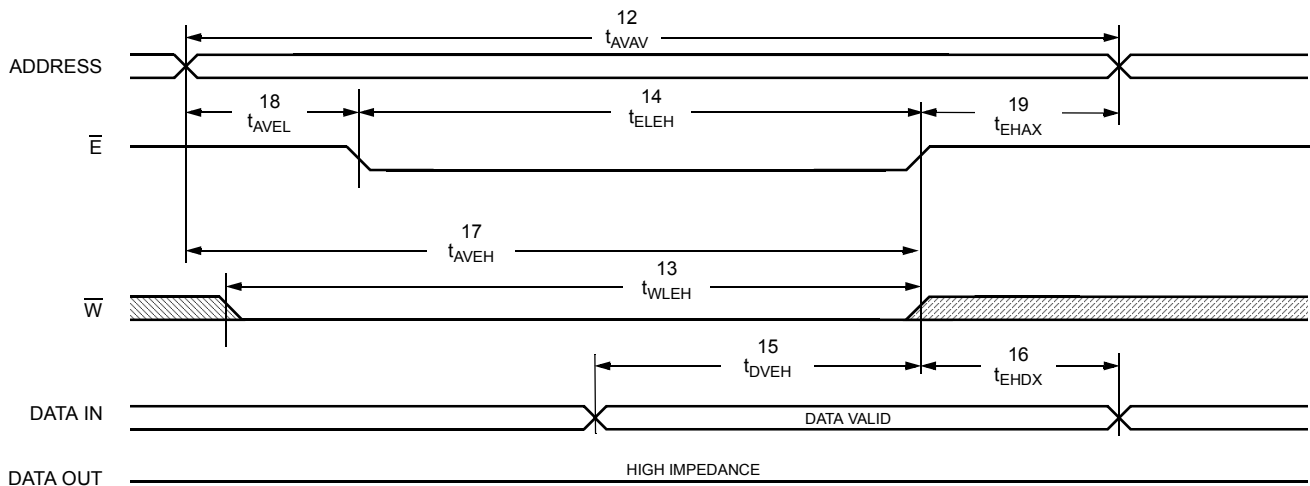 12
tAVAV
ADDRESS
18
tAVEL
14
tELEH
19
tEHAX
E
17
tAVEH
13
tWLEH
W
15
tDVEH
16
tEHDX
DATA IN
DATA VALID
DATA OUT
HIGH IMPEDANCE